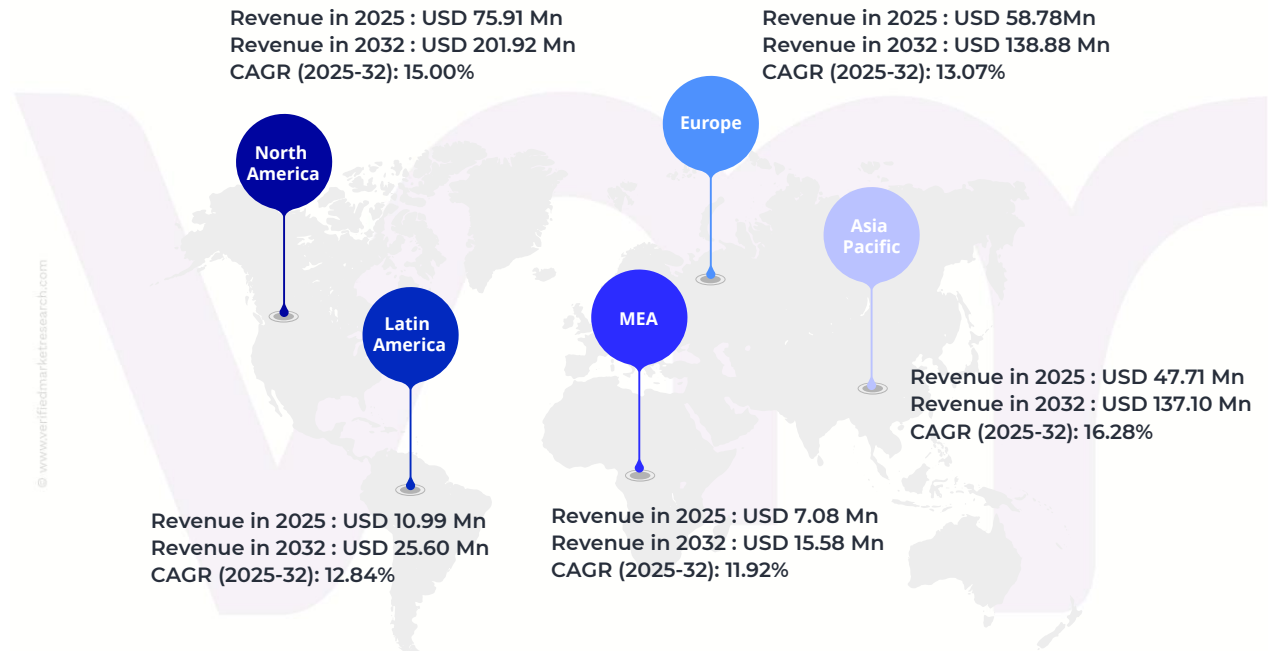 Revenue in 2025 : USD 75.91 Mn
Revenue in 2032 : USD 201.92 Mn
CAGR (2025-32): 15.00%
Revenue in 2025 : USD 58.78Mn
Revenue in 2032 : USD 138.88 Mn
CAGR (2025-32): 13.07%
North
America
Europe
Asia
Pacific
Latin
America
MEA
Revenue in 2025 : USD 47.71 Mn
Revenue in 2032 : USD 137.10 Mn
CAGR (2025-32): 16.28%
Revenue in 2025 : USD 10.99 Mn
Revenue in 2032 : USD 25.60 Mn
CAGR (2025-32): 12.84%
Revenue in 2025 : USD 7.08 Mn
Revenue in 2032 : USD 15.58 Mn
CAGR (2025-32): 11.92%
© www.verifiedmarketresearch.com
vmr